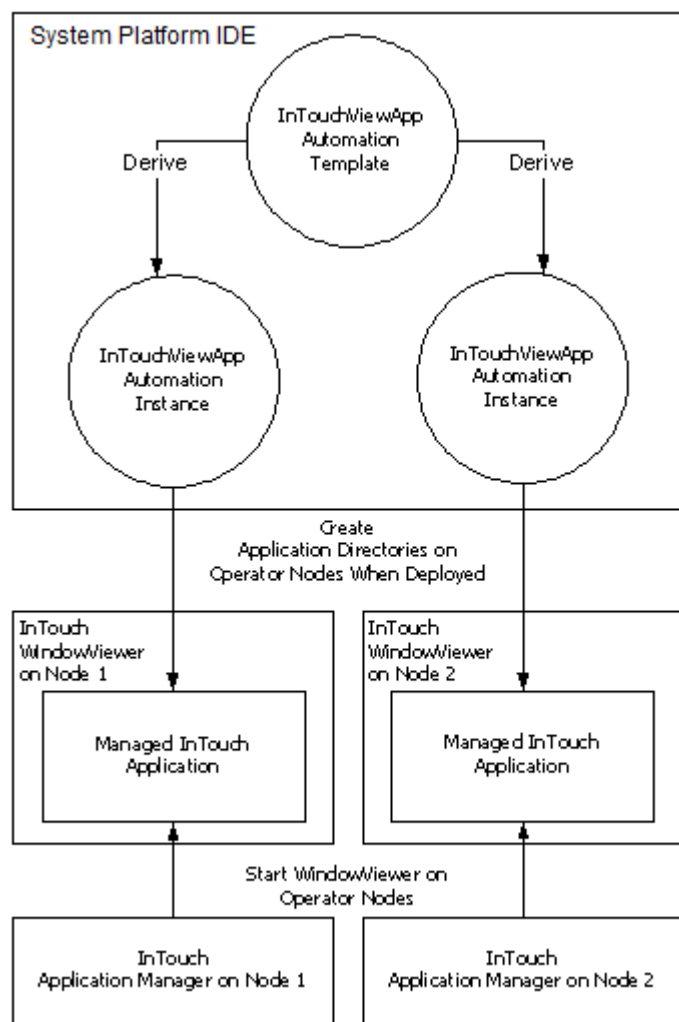 System Platform IDE
InTouchViewApp
Automation
Template
Derive
Derive
InTouchViewApp
Automation
Instance
InTouchViewApp
Automation
Instance
Create
Application Directories on
Operator Nodes When Deployed
InTouch
WindowViewer
on Node 1
InTouch
WindowViewer
on Node 2
Managed InTouch
Application
Managed InTouch
Application
Start WindowViewer on
Operator Nodes
InTouch
Application Manager on Node 1
InTouch
Application Manager on Node 2